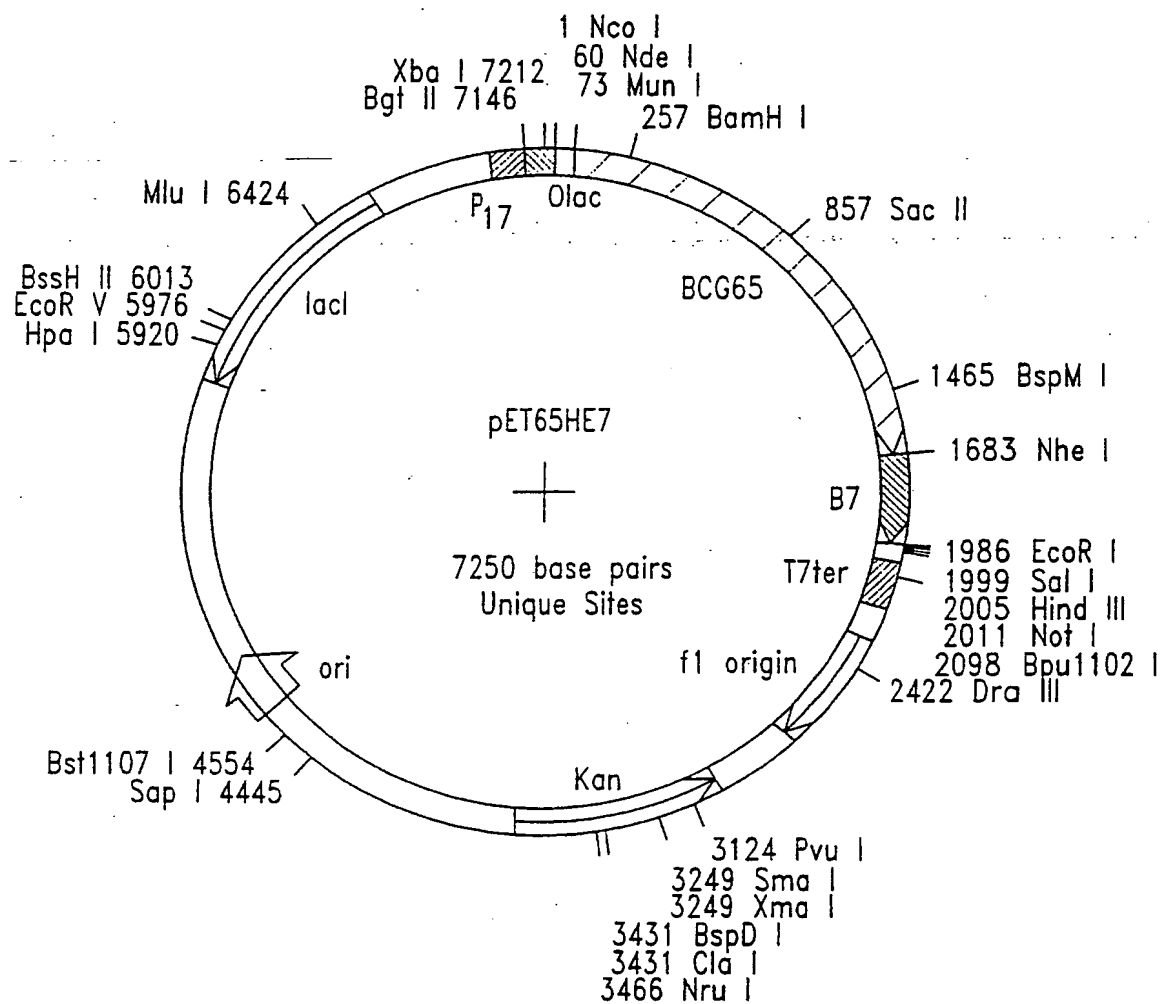 1 Nco I
60 Nde I
73 Mun I
Xba I 7212
Bgt II 7146
257 BamH I
Mlu I 6424
P17
Olac
857 Sac II
BssH II 6013
EcoR V 5976
Hpa I 5920
lacI
BCG65
1465 BspM I
pET65HE7
1683 Nhe I
B7
7250 base pairs
Unique Sites
T7ter
1986 EcoR I
1999 Sal I
2005 Hind III
2011 Not I
2098 Bpu1102 I
2422 Dra III
f1 origin
ori
Bst1107 I 4554
Sap I 4445
Kan
3124 Pvu I
3249 Sma I
3249 Xma I
3431 BspD I
3431 Cla I
3466 Nru I